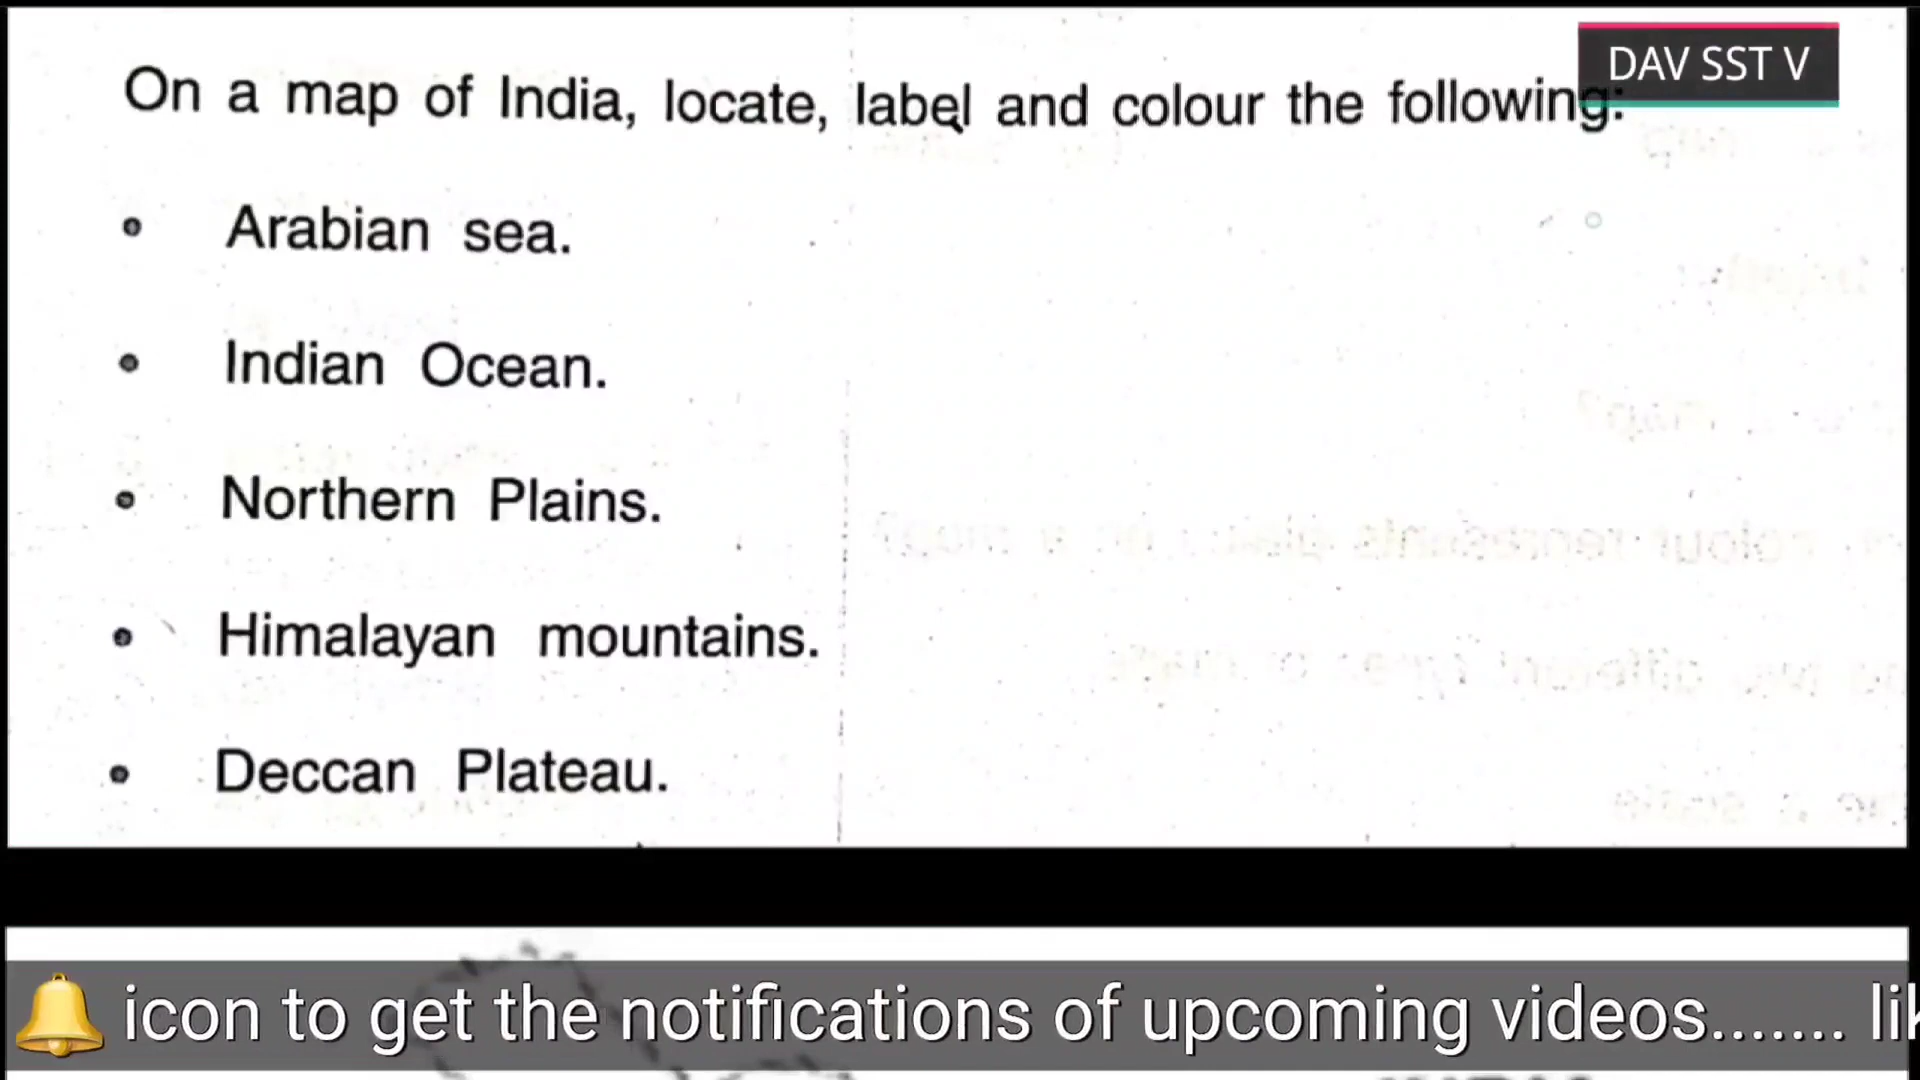 DAV SST V
On a map of India, locate, label and colour the following:
Arabian sea.
Indian Ocean.
Northern Plains.
Himalayan mountains.
Deccan Plateau.
icon to get the notifications of upcoming videos....... lik